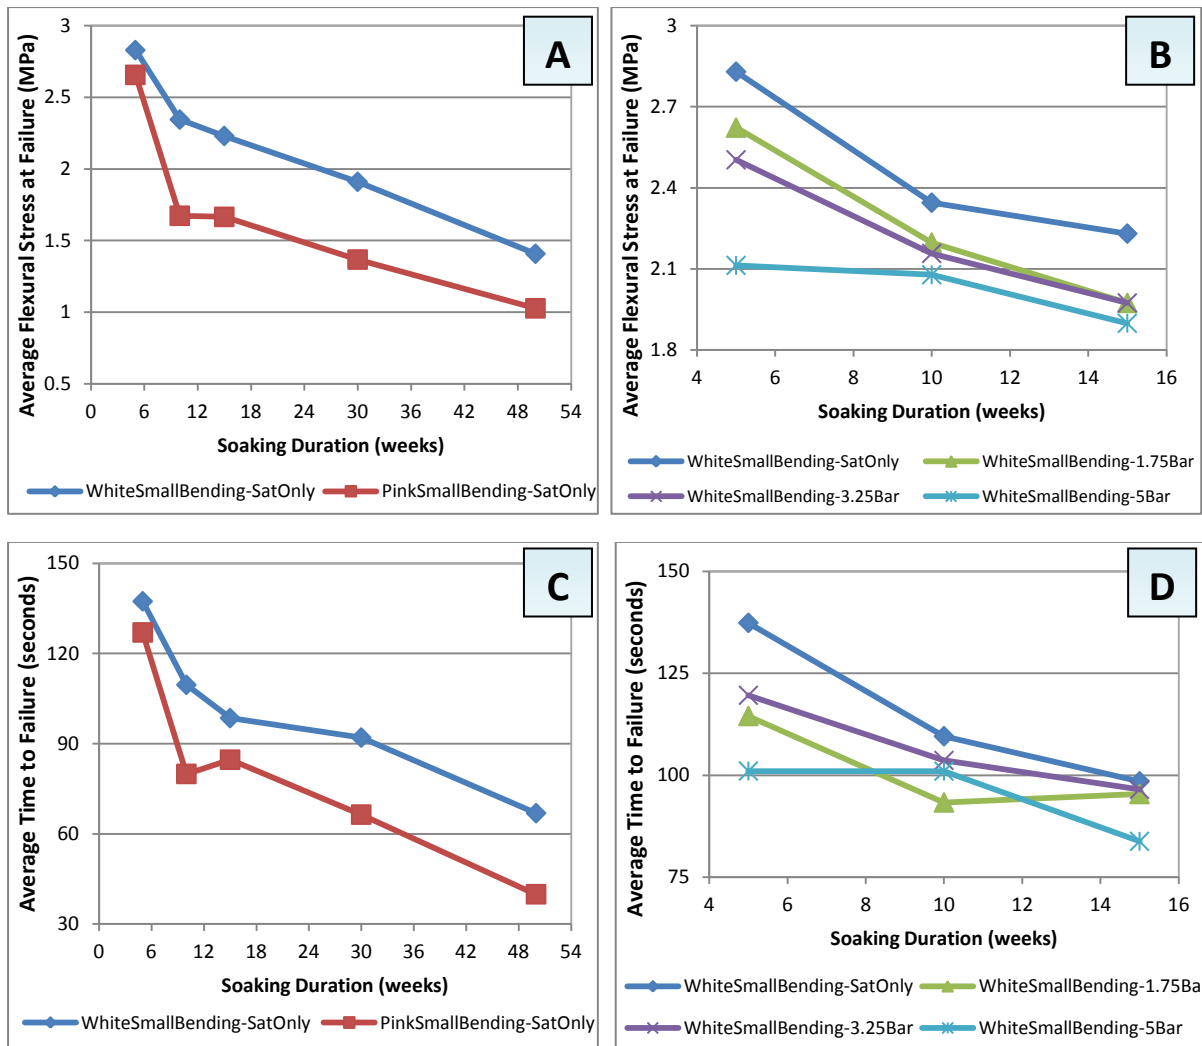 A
Average Flexural Stress at Failure (MPa)
3
2.5
2
1.5
1
0.5
0 6 12 18 24 30 36 42 48 54
Soaking Duration (weeks)
WhiteSmallBending-SatOnly PinkSmallBending-SatOnly
B
Average Flexural Stress at Failure (MPa)
3
2.7
2.4
2.1
1.8
4 6 8 10 12 14 16
Soaking Duration (weeks)
WhiteSmallBending-SatOnly WhiteSmallBending-1.75Bar
WhiteSmallBending-3.25Bar WhiteSmallBending-5Bar
C
Average Time to Failure (seconds)
150
120
90
60
30
0 6 12 18 24 30 36 42 48 54
Soaking Duration (weeks)
WhiteSmallBending-SatOnly PinkSmallBending-SatOnly
D
Average Time to Failure (seconds)
150
125
100
75
4 6 8 10 12 14 16
Soaking Duration (weeks)
WhiteSmallBending-SatOnly WhiteSmallBending-1.75Ba
WhiteSmallBending-3.25Bar WhiteSmallBending-5Bar